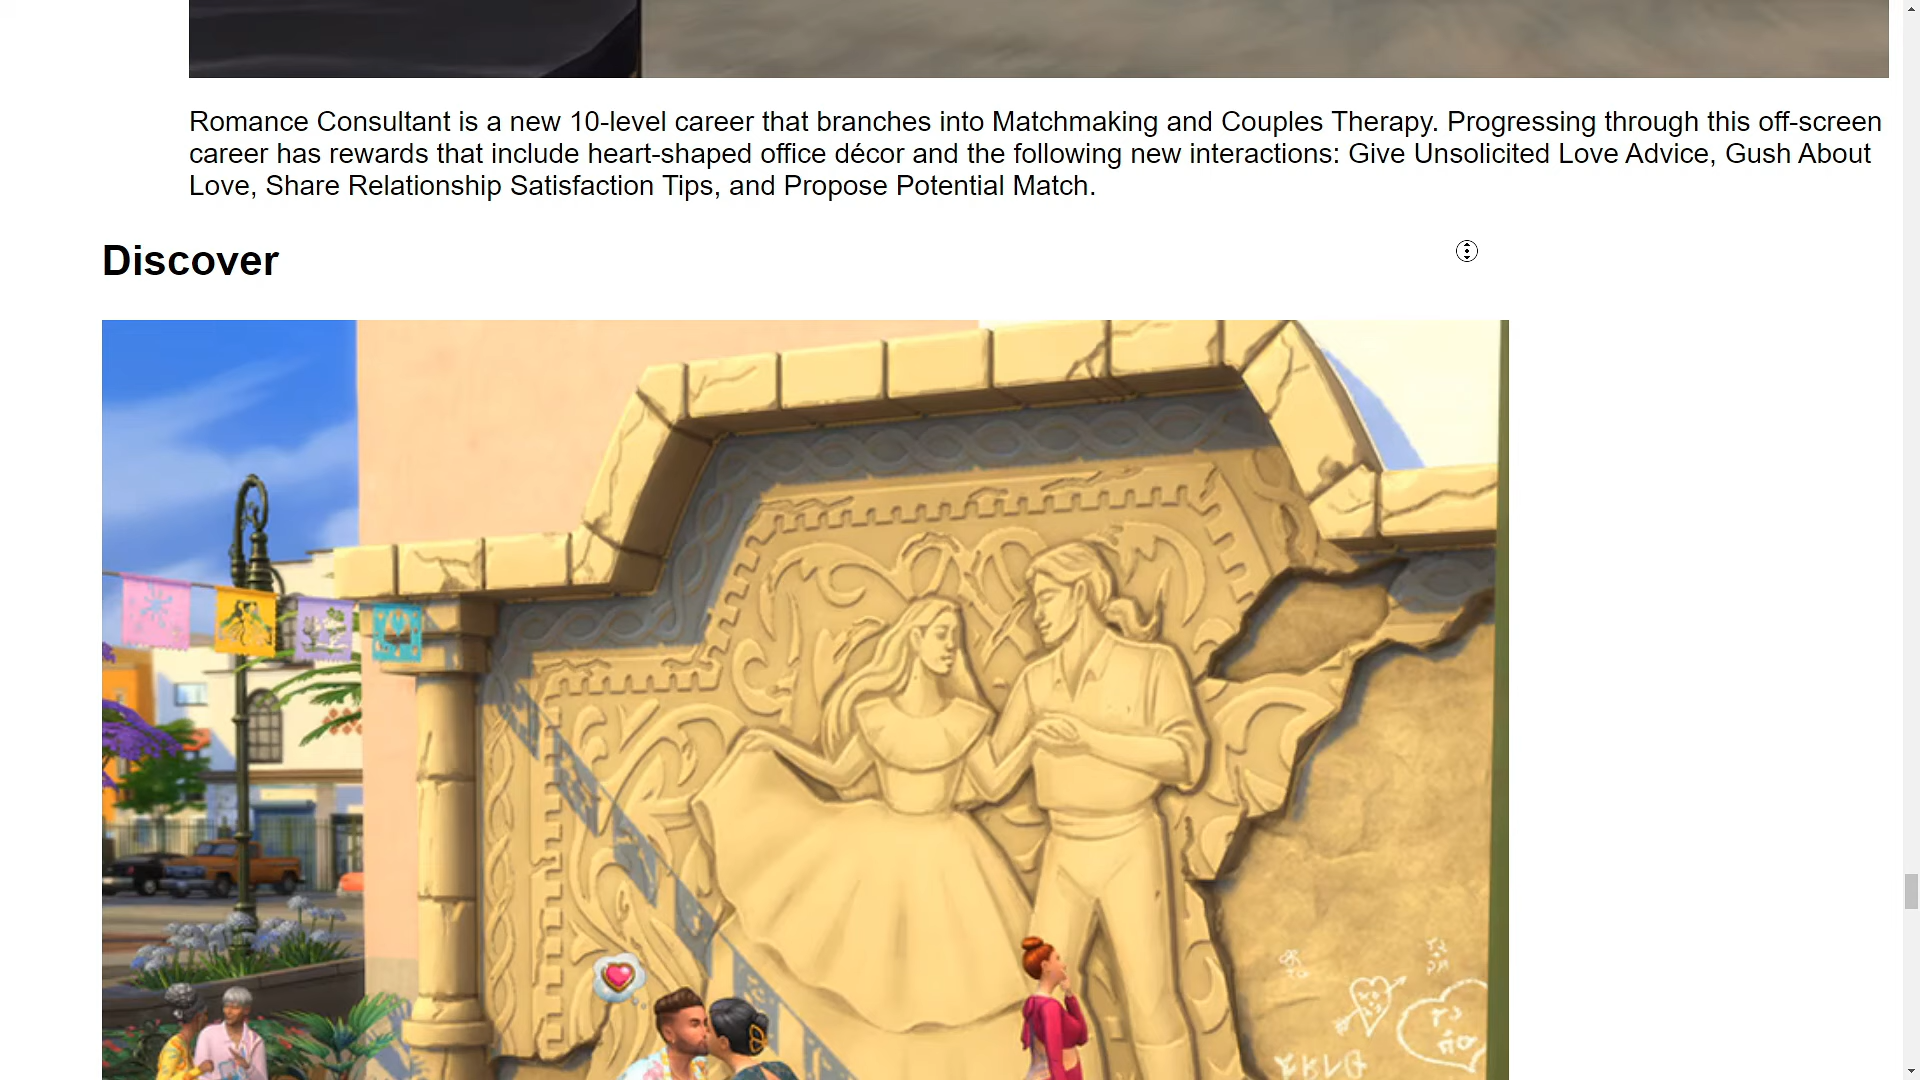 Romance Consultant is a new 10-level career that branches into Matchmaking and Couples Therapy. Progressing through this off-screen
career has rewards that include heart-shaped office décor and the following new interactions: Give Unsolicited Love Advice, Gush About
Love, Share Relationship Satisfaction Tips, and Propose Potential Match.
Discover